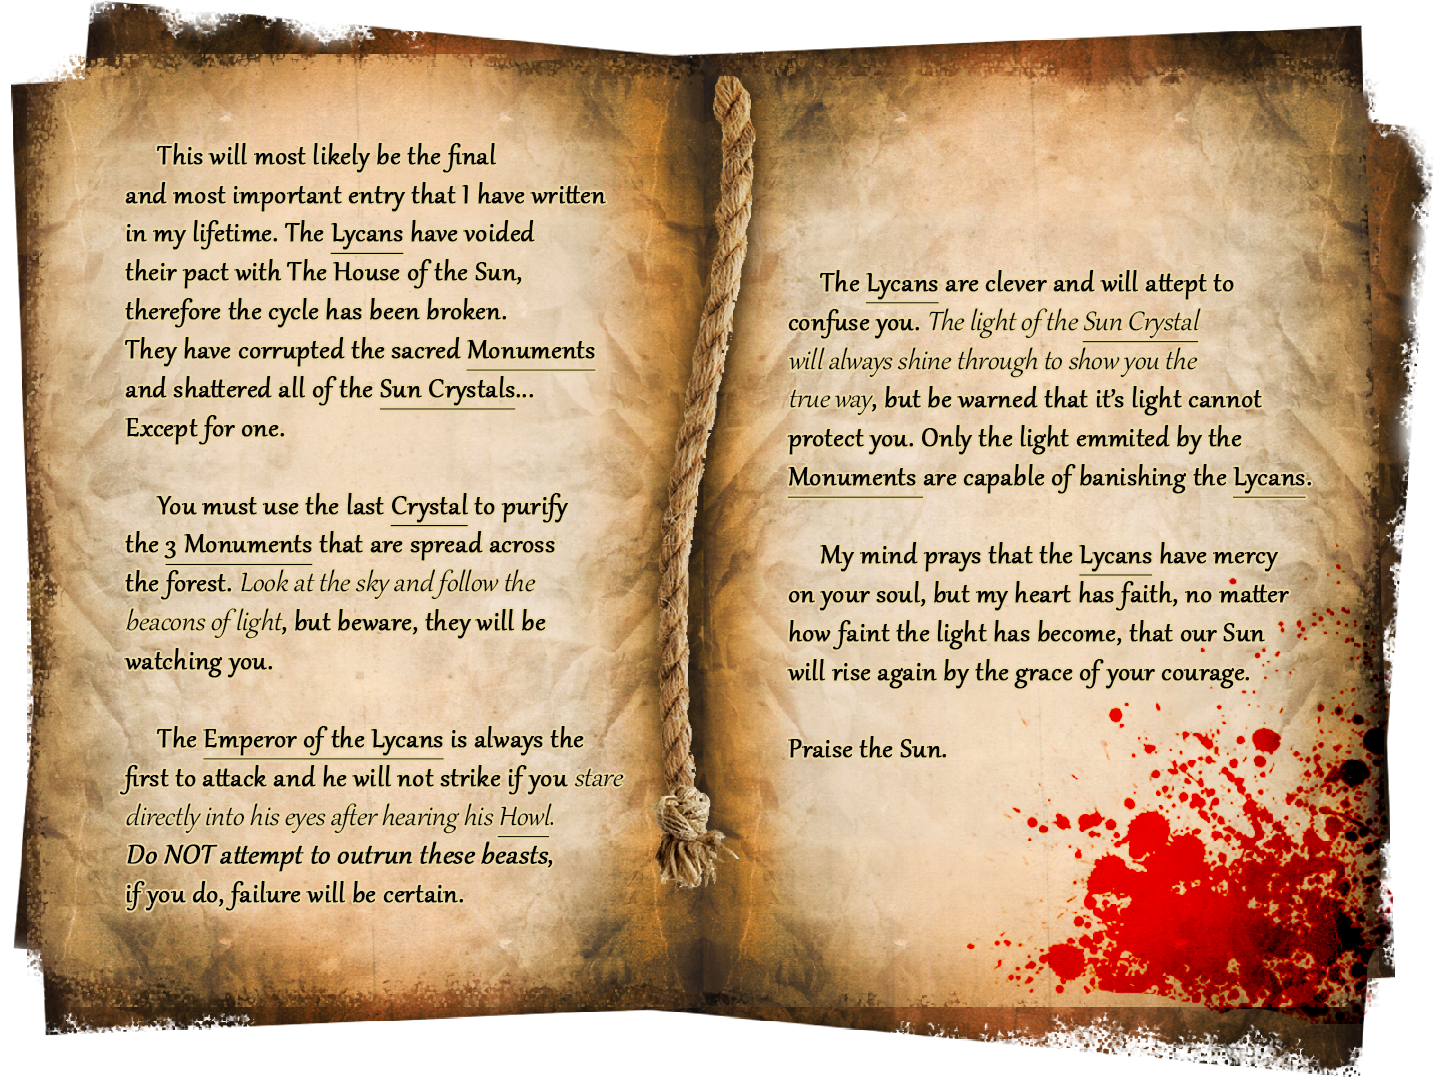 This will most likely be the final
and most important entry that I have written
in my lifetime. The Lycans have voided
their pact with The House of the Sun,
therefore the cycle has been broken.
They have corrupted the sacred Monuments
and shattered all of the Sun Crystals...
Except for one.
You must use the last Crystal to purify
the 3 Monuments that are spread across
the forest. Look at the sky and follow the
beacons of light, but beware, they will be
watching you.
The Emperor of the Lycans is always the
first to attack and he will not strike if you stare
directly into his eyes after hearing his Howl.
Do NOT attempt to outrun these beasts,
if you do, failure will be certain.
The Lycans are clever and will attept to
confuse you. The light of the Sun Crystal
will always shine through to show you the
true way, but be warned that it's light cannot
protect you. Only the light emmited by the
Monuments are capable of banishing the Lycans.
My mind prays that the Lycans have mercy
on your soul, but my heart has faith, no matter
how faint the light has become, that our Sun
will rise again by the grace of your courage.
Praise the Sun.